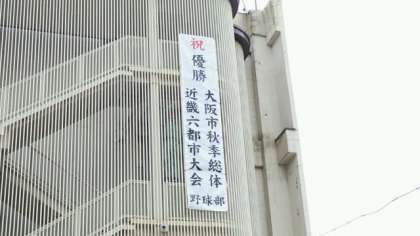 祝
優勝
大阪市秋季総体
近畿六都市大会
野球部